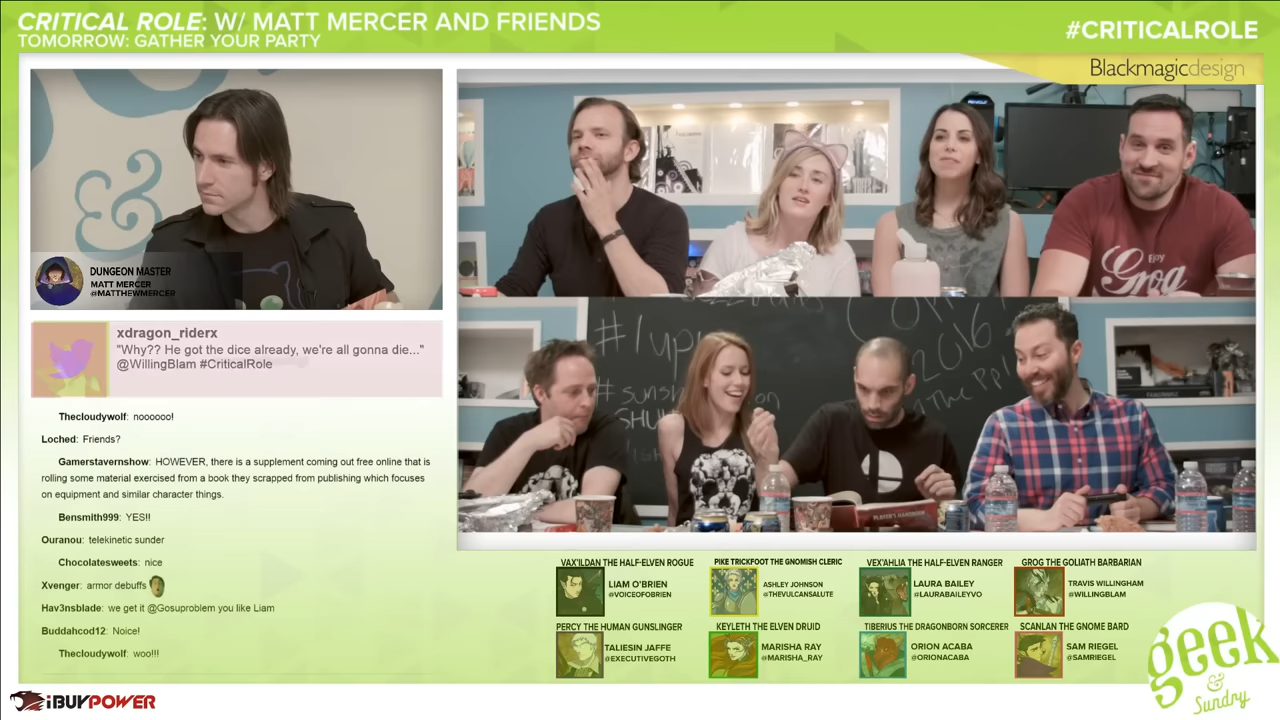 CRITICAL ROLE: W/ MATT MERCER AND FRIENDS
TOMORROW: GATHER YOUR PARTY
#CRITICALROLE
Blackmagicdesign
&
DUNGEON MASTER
MATT MERCER
@MATTHEWMERCER
xdragon_riderx
"Why?? He got the dice already, we're all gonna die..."
@WillingBlam #CriticalRole
Thecloudywolf: noooooo!
Loched: Friends?
Gamerstavernshow: HOWEVER, there is a supplement coming out free online that is
rolling some material exercised from a book they scrapped from publishing which focuses
on equipment and similar character things.
Bensmith999: YES!!
Ouranou: telekinetic sunder
Chocolatesweets: nice
Xvenger: armor debuffs
Hav3nsblade: we get it @Gosuproblem you like Liam
Buddahcod12: Noice!
Thecloudywolf: woo!!!
Grog
2016
PLAYER'S HANDBOOK
VAX'ILDAN THE HALF-ELVEN ROGUE
LIAM O'BRIEN
@VOICEOFOBRIEN
PIKE TRICKFOOT THE GNOMISH CLERIC
ASHLEY JOHNSON
@THEVULCANSALUTE
VEX'AHLIA THE HALF-ELVEN RANGER
LAURA BAILEY
@LAURABAILEYVO
GROG THE GOLIATH BARBARIAN
TRAVIS WILLINGHAM
@WILLINGBLAM
PERCY THE HUMAN GUNSLINGER
TALIESIN JAFFE
@EXECUTIVEGOTH
KEYLETH THE ELVEN DRUID
MARISHA RAY
@MARISHA_RAY
TIBERIUS THE DRAGONBORN SORCERER
ORION ACABA
@ORIONACABA
SCANLAN THE GNOME BARD
SAM RIEGEL
@SAMRIEGEL
geek
&
Sundry
iBUYPOWER